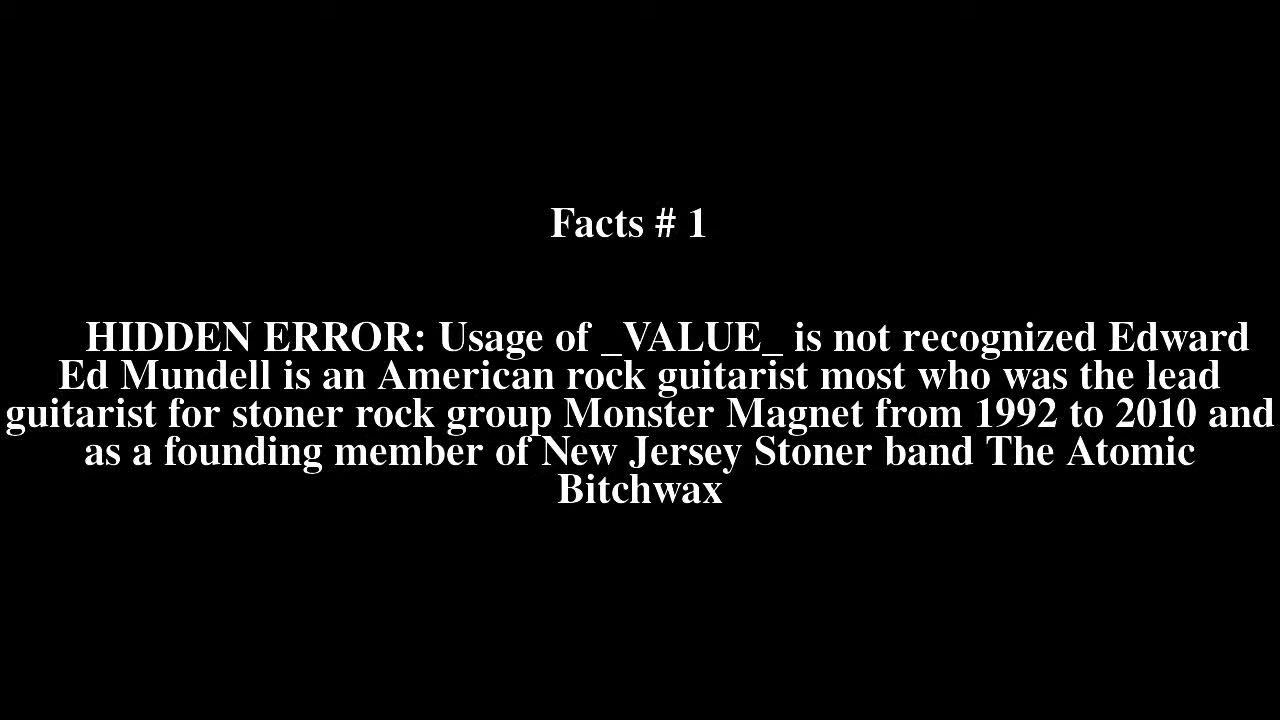 Facts # 1
HIDDEN ERROR: Usage of _VALUE_ is not recognized Edward
Ed Mundell is an American rock guitarist most who was the lead
guitarist for stoner rock group Monster Magnet from 1992 to 2010 and
as a founding member of New Jersey Stoner band The Atomic
Bitchwax